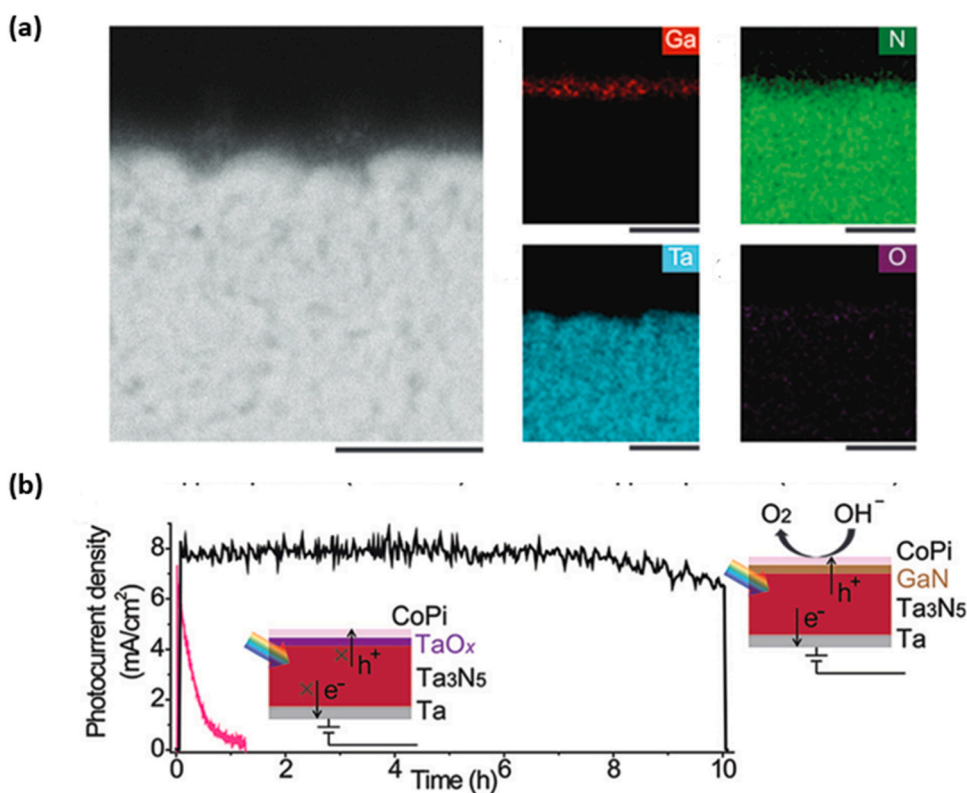 (a)
Ga
N
Ta
O
(b)
Photocurrent density
(mA/cm²)
8
6
4
2
0
0
2
4
6
8
10
Time (h)
CoPi
TaOx
h⁺
e⁻
Ta₃N₅
Ta
O₂
OH⁻
CoPi
GaN
h⁺
Ta₃N₅
e⁻
Ta